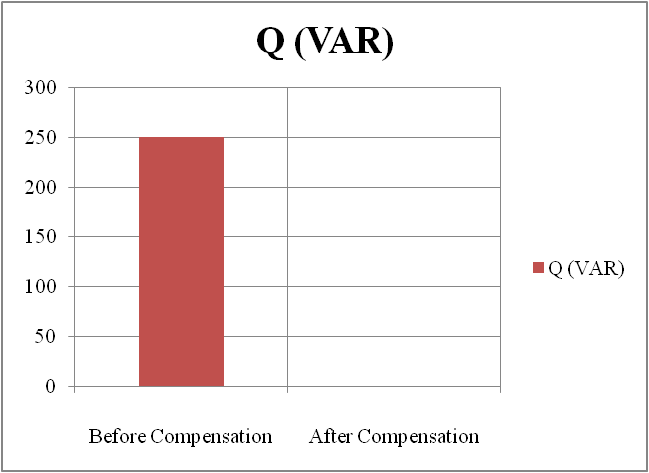 Q (VAR)
300
250
200
150
100
50
0
Q (VAR)
Before Compensation
After Compensation